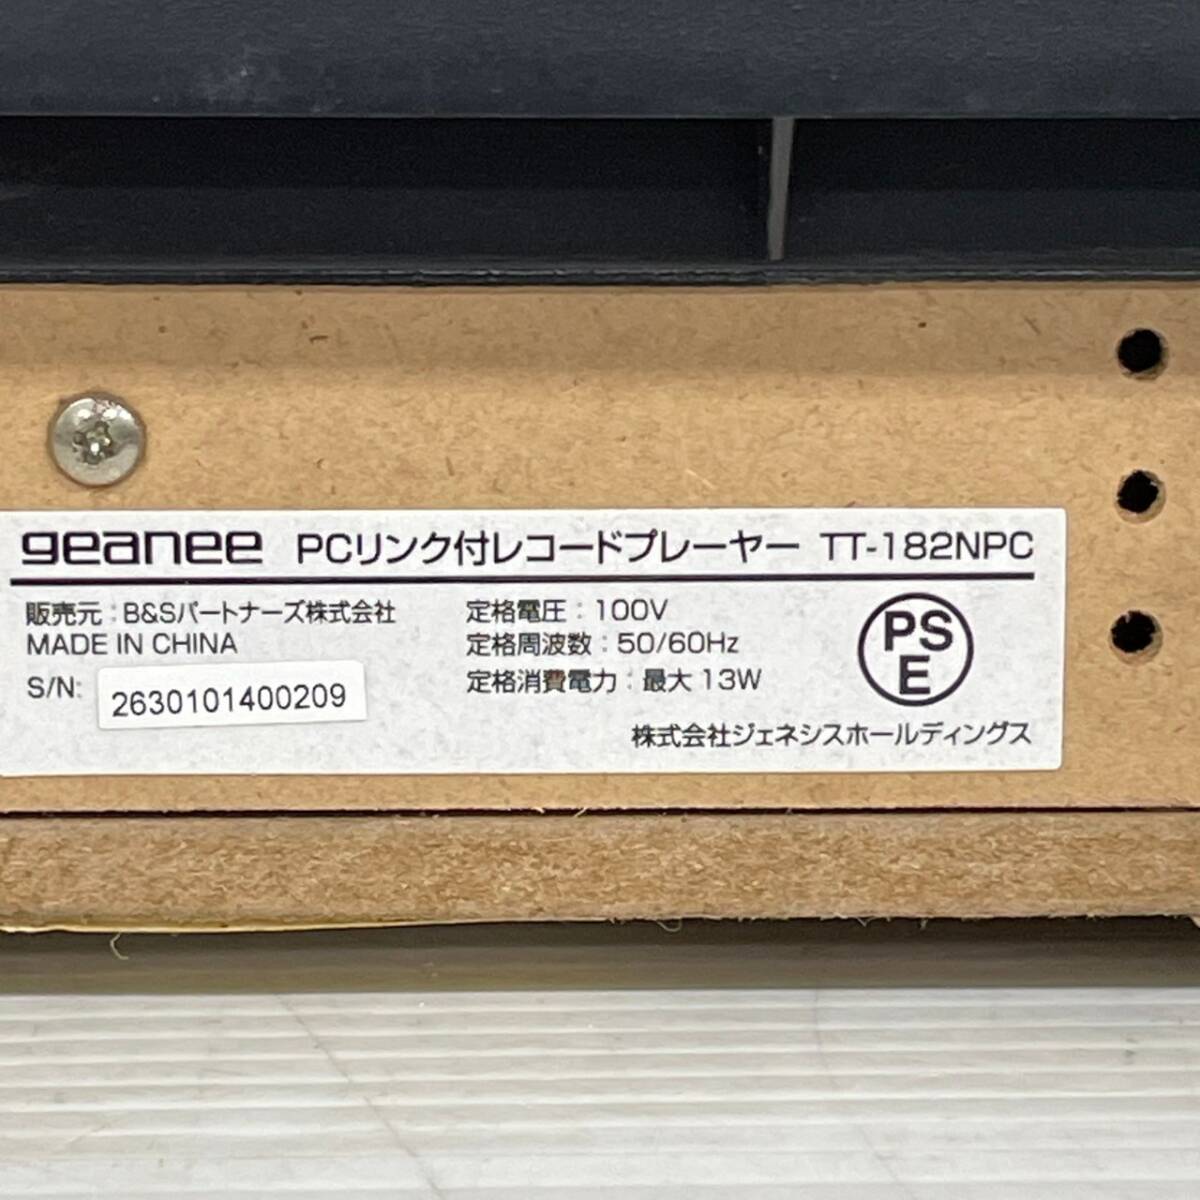 geanee PCリンク付レコードプレーヤー TT-182NPC
販売元：B&Sパートナーズ株式会社
MADE IN CHINA
S/N: 2630101400209
定格電圧：100V
定格周波数：50/60Hz
定格消費電力：最大 13W
PS
E
株式会社ジェネシスホールディングス